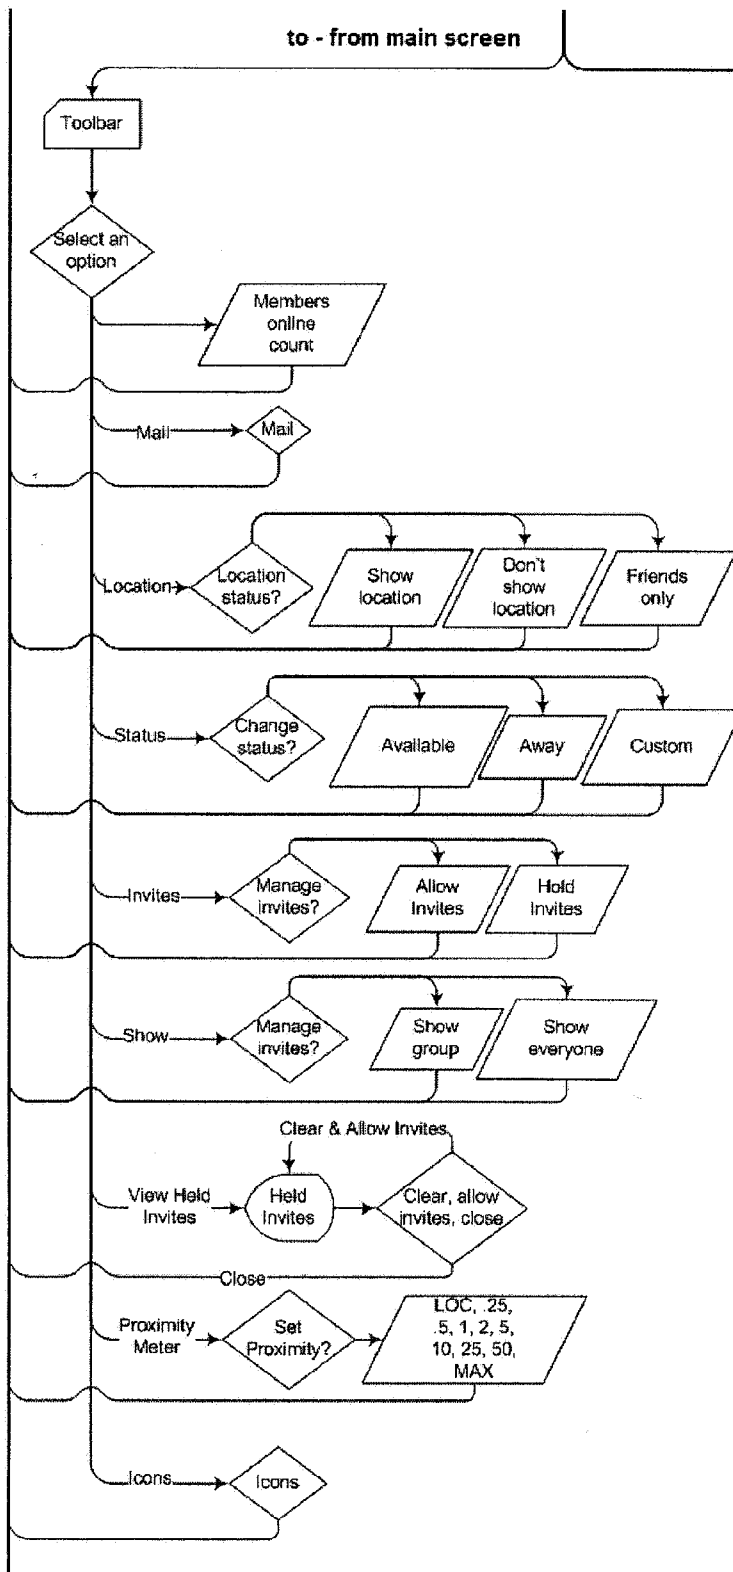 to - from main screen
Toolbar
Select an
option
Members
online
count
Mail
Mail
Location
Location
status?
Show
location
Don't
show
location
Friends
only
Status
Change
status?
Available
Away
Custom
Invites
Manage
invites?
Allow
Invites
Hold
Invites
Show
Manage
invites?
Show
group
Show
everyone
Clear & Allow Invites
View Held
Invites
Held
Invites
Clear, allow
invites, close
Close
Proximity
Meter
Set
Proximity?
LOC, .25,
.5, 1, 2, 5,
10, 25, 50,
MAX
Icons
Icons